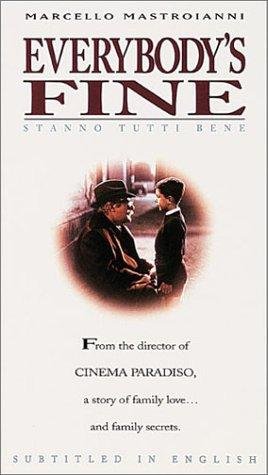 MARCELLO MASTROIANNI
EVERYBODY'S
FINE
STANNO TUTTI BENE
From the director of
CINEMA PARADISO,
a story of family love...
and family secrets.
SUBTITLED IN ENGLISH